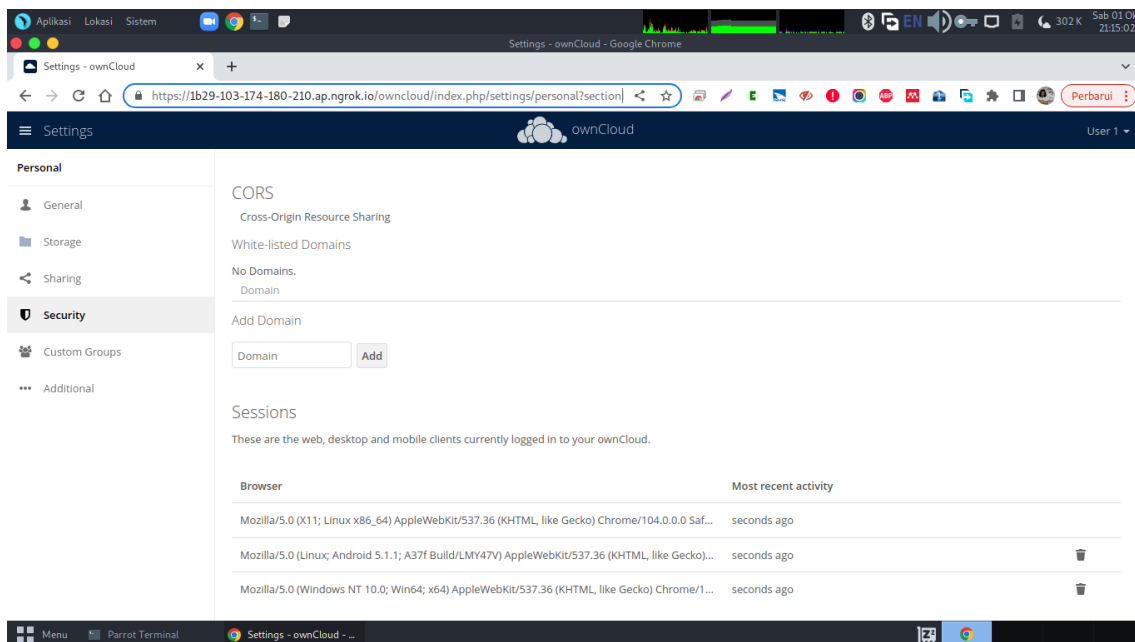 Aplikasi Lokasi Sistem
EN
302 K
Sab 01 Ok
21:15:02
Settings - ownCloud - Google Chrome
Settings - ownCloud
https://1b29-103-174-180-210.ap.ngrok.io/owncloud/index.php/settings/personal?section
ABP
Perbarui
Settings
ownCloud
User 1
Personal
General
Storage
Sharing
Security
Custom Groups
Additional
CORS
Cross-Origin Resource Sharing
White-listed Domains
No Domains.
Domain
Add Domain
Domain Add
Sessions
These are the web, desktop and mobile clients currently logged in to your ownCloud.
Browser Most recent activity
Mozilla/5.0 (X11; Linux x86_64) AppleWebKit/537.36 (KHTML, like Gecko) Chrome/104.0.0.0 Saf... seconds ago
Mozilla/5.0 (Linux; Android 5.1.1; A37f Build/LMY47V) AppleWebKit/537.36 (KHTML, like Gecko)... seconds ago
Mozilla/5.0 (Windows NT 10.0; Win64; x64) AppleWebKit/537.36 (KHTML, like Gecko) Chrome/1... seconds ago
Menu Parrot Terminal Settings - ownCloud - ...